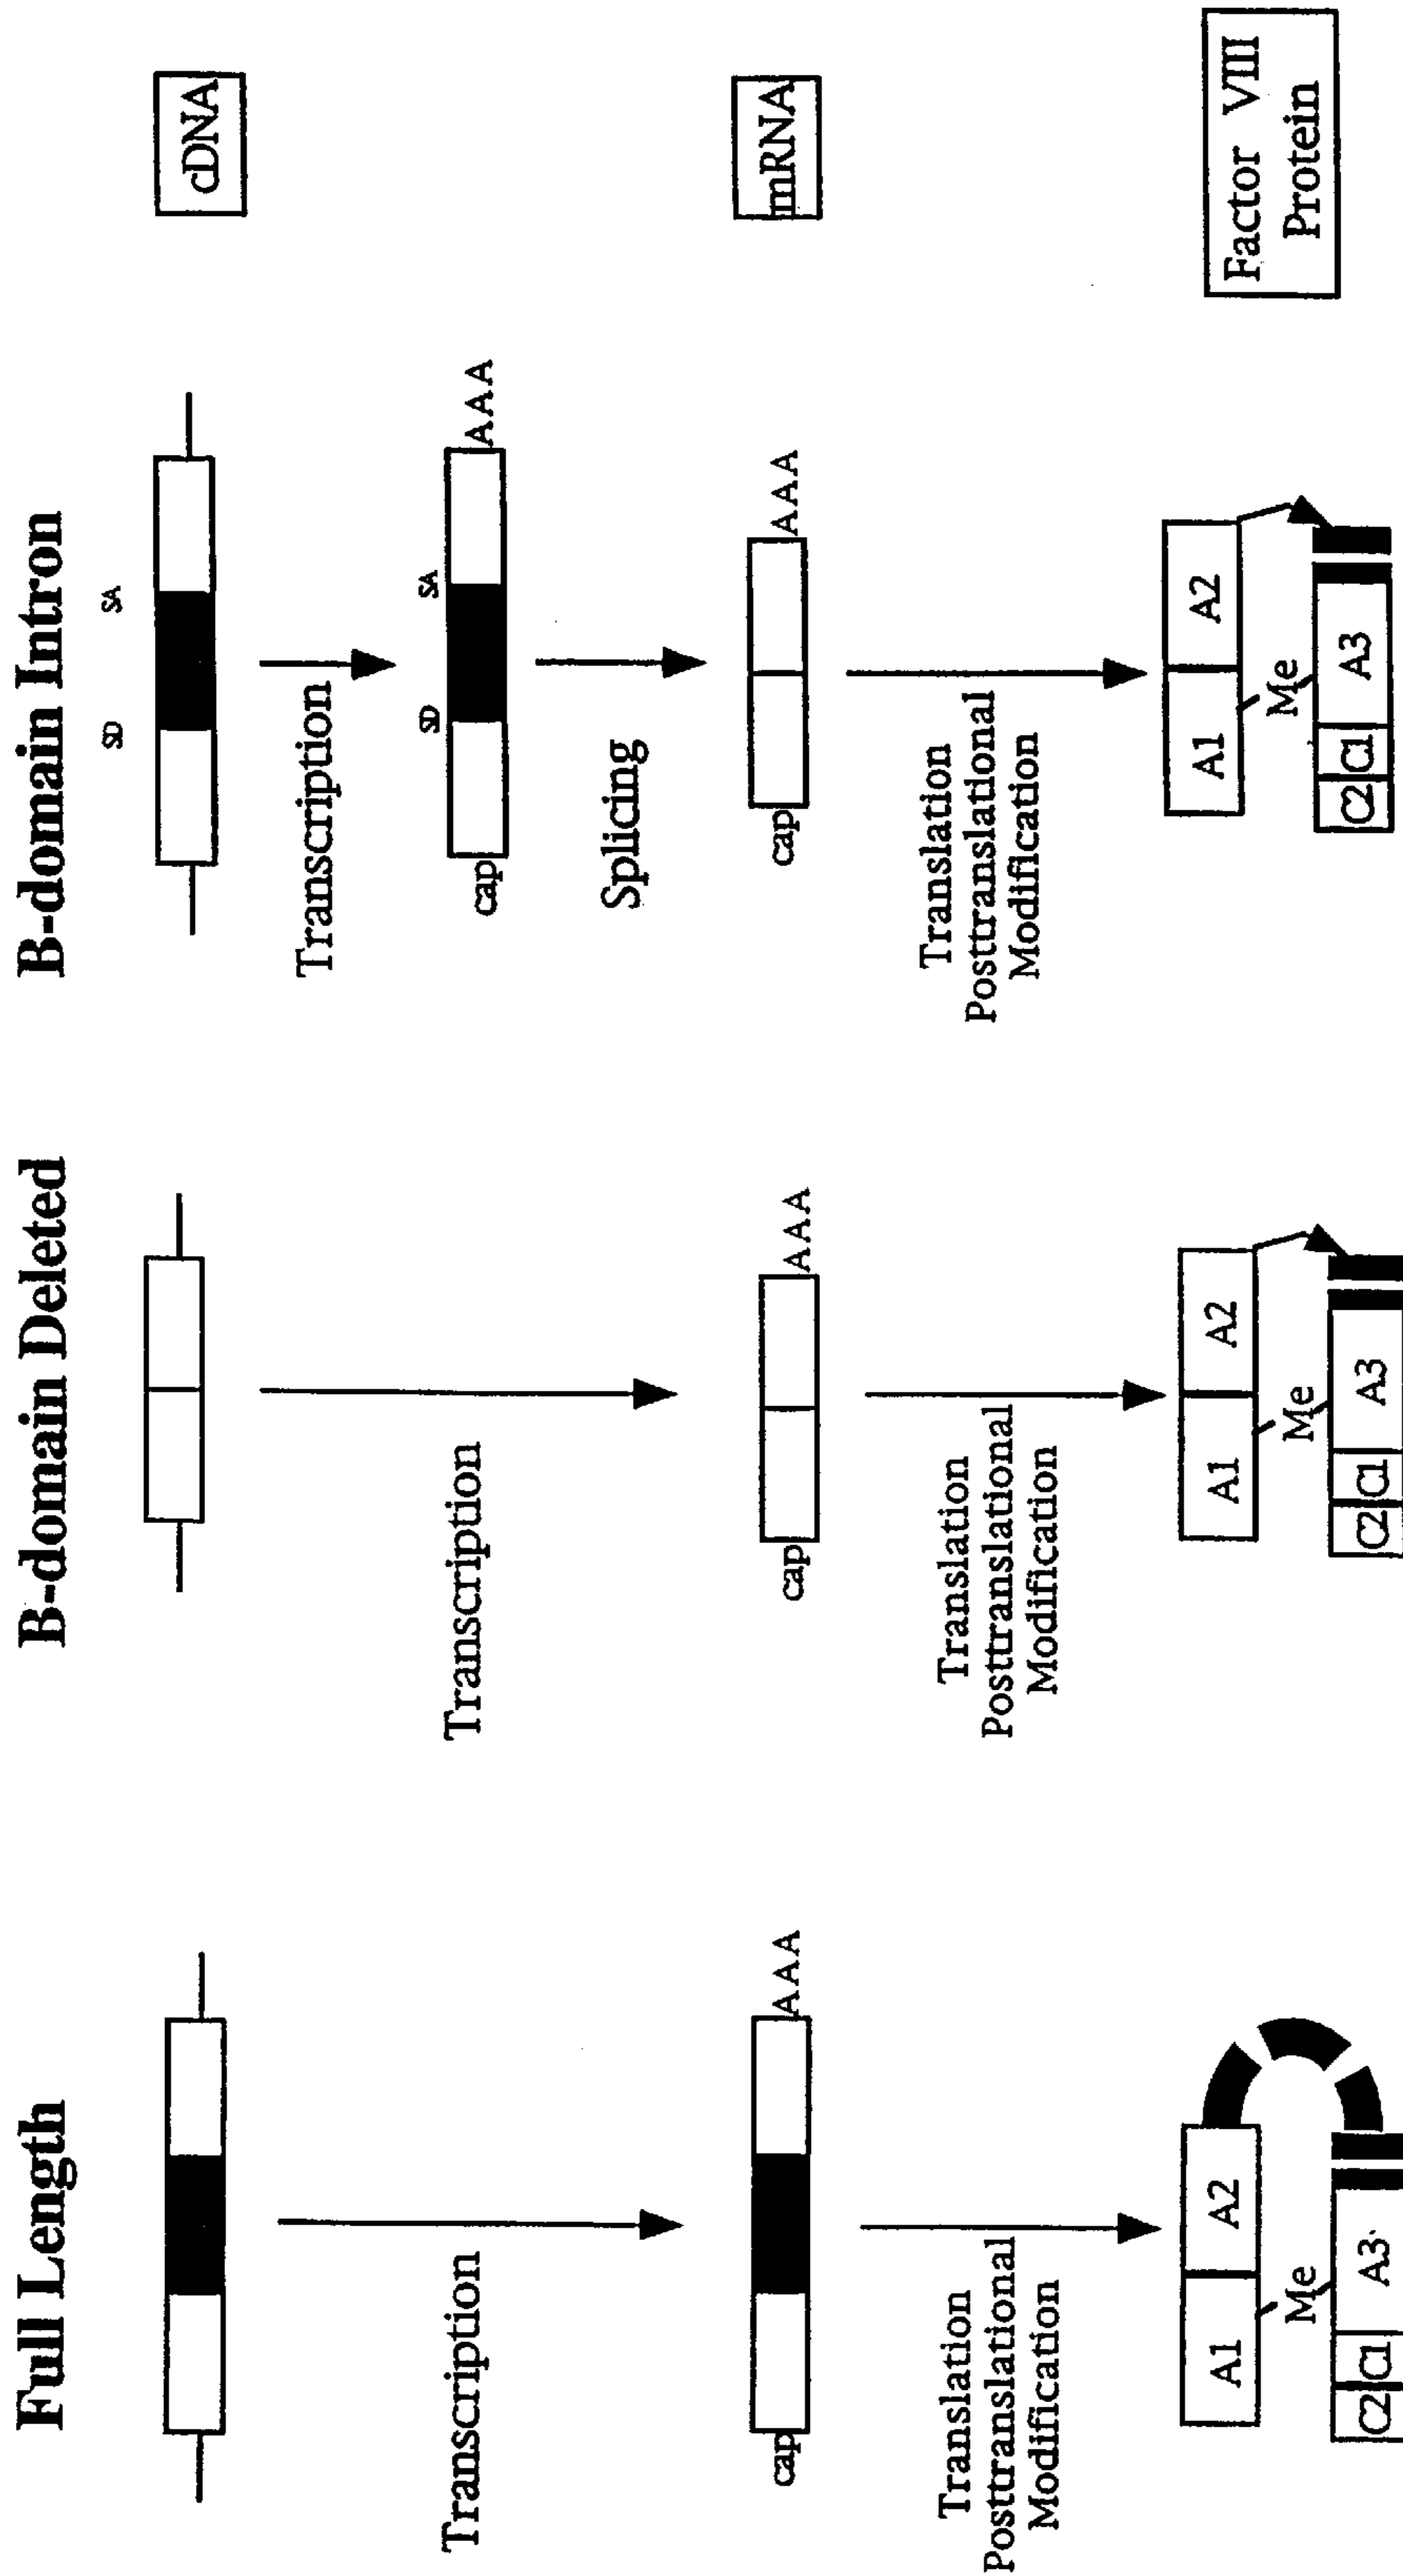 Full Length
B-domain Deleted
B-domain Intron
SD SA
cDNA
Transcription
Transcription
Transcription
SD SA
cap AAA
Splicing
cap AAA
cap AAA
cap AAA
mRNA
Translation
Posttranslational
Modification
Translation
Posttranslational
Modification
Translation
Posttranslational
Modification
A1 A2
Me
C2 C1 A3
A1 A2
Me
C2 C1 A3
A1 A2
Me
C2 C1 A3
Factor VIII
Protein